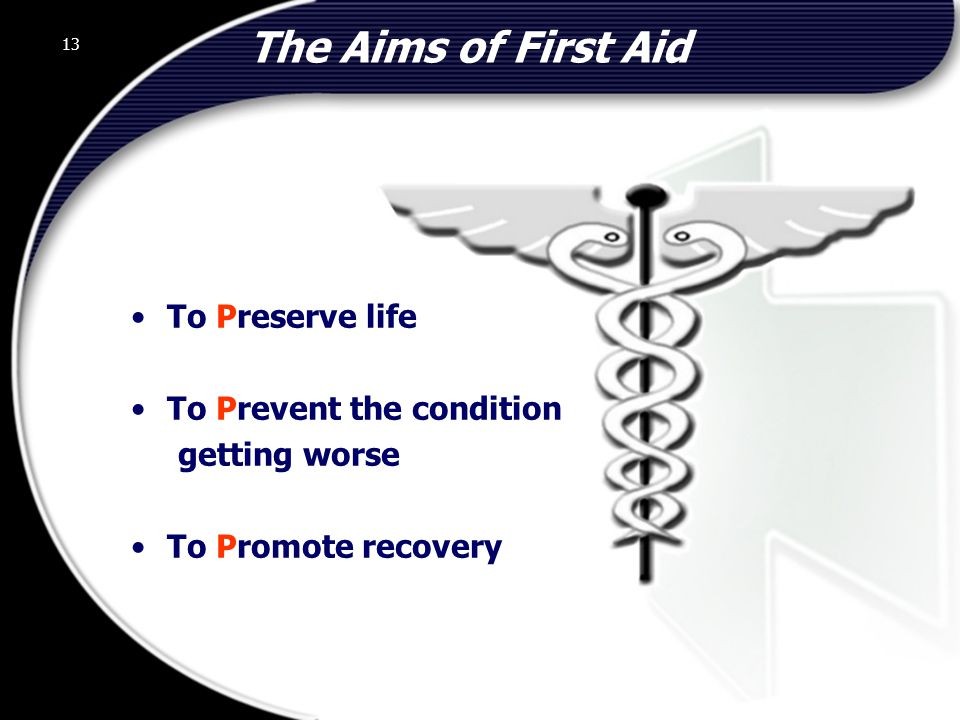 13
The Aims of First Aid
• To Preserve life
• To Prevent the condition
getting worse
• To Promote recovery